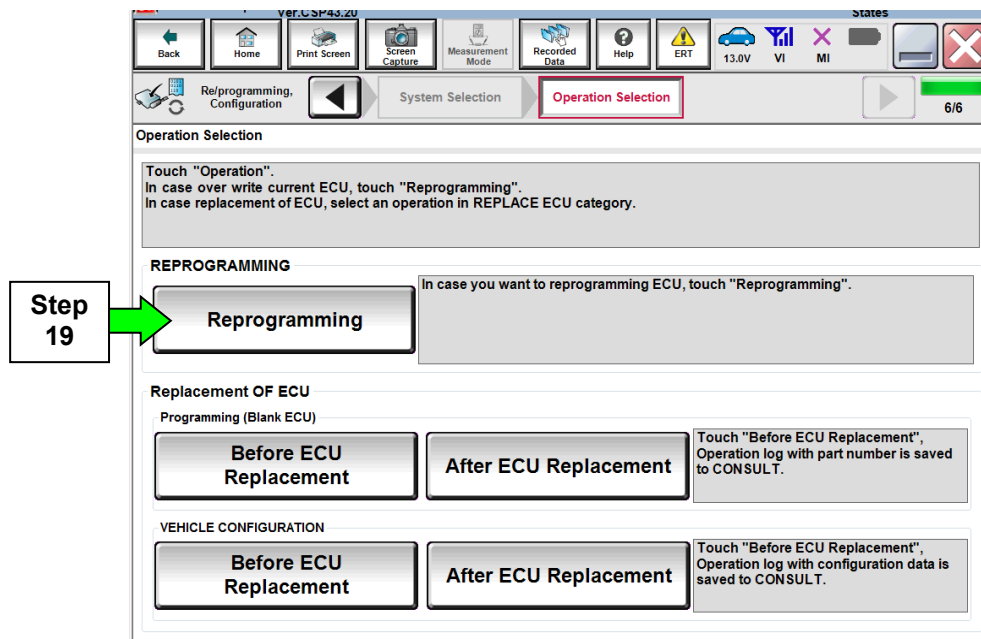 Ver.CSP43.20
States
Back
Home
Print Screen
Screen
Capture
Measurement
Mode
Recorded
Data
Help
ERT
13.0V
VI
MI
Re/programming,
Configuration
System Selection
Operation Selection
6/6
Operation Selection
Touch "Operation".
In case over write current ECU, touch "Reprogramming".
In case replacement of ECU, select an operation in REPLACE ECU category.
REPROGRAMMING
Step
19
Reprogramming
In case you want to reprogramming ECU, touch "Reprogramming".
Replacement OF ECU
Programming (Blank ECU)
Before ECU
Replacement
After ECU Replacement
Touch "Before ECU Replacement",
Operation log with part number is saved
to CONSULT.
VEHICLE CONFIGURATION
Before ECU
Replacement
After ECU Replacement
Touch "Before ECU Replacement",
Operation log with configuration data is
saved to CONSULT.